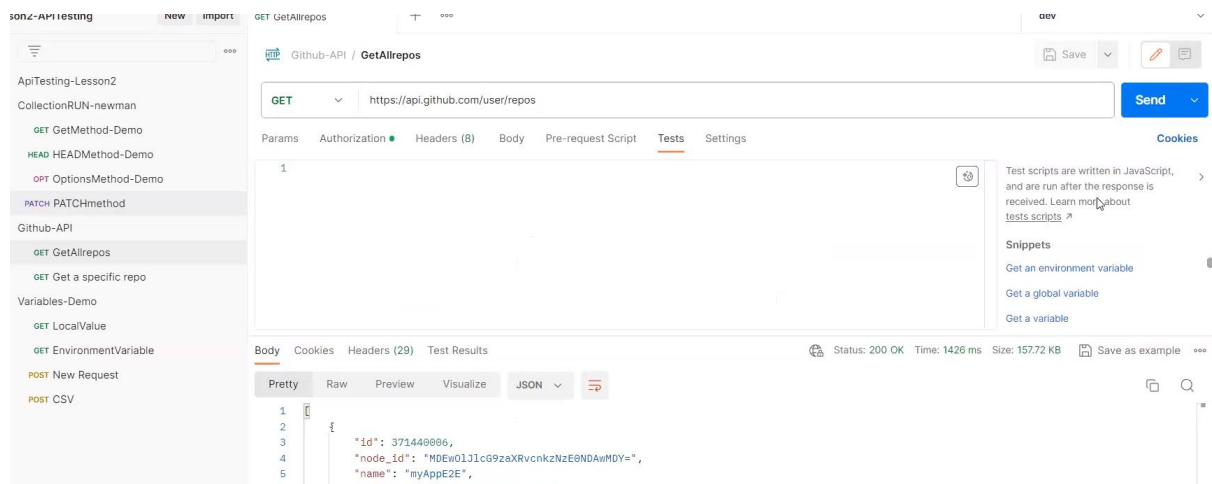 son2-APITesting New Import GET GetAllrepos dev
HTTP Github-API / GetAllrepos Save
ApiTesting-Lesson2
CollectionRUN-newman
GET GetMethod-Demo
HEAD HEADMethod-Demo
OPT OptionsMethod-Demo
PATCH PATCHmethod
Github-API
GET GetAllrepos
GET Get a specific repo
Variables-Demo
GET LocalValue
GET EnvironmentVariable
POST New Request
POST CSV
GET https://api.github.com/user/repos Send
Params Authorization Headers (8) Body Pre-request Script Tests Settings Cookies
1
Test scripts are written in JavaScript,
and are run after the response is
received. Learn more about
tests scripts
Snippets
Get an environment variable
Get a global variable
Get a variable
Body Cookies Headers (29) Test Results Status: 200 OK Time: 1426 ms Size: 157.72 KB Save as example
Pretty Raw Preview Visualize JSON
1 [
2 {
3 "id": 371440006,
4 "node_id": "MDEwOlJlcG9zaXRvcnkzNzE0NDAwMDY=",
5 "name": "myAppE2E",